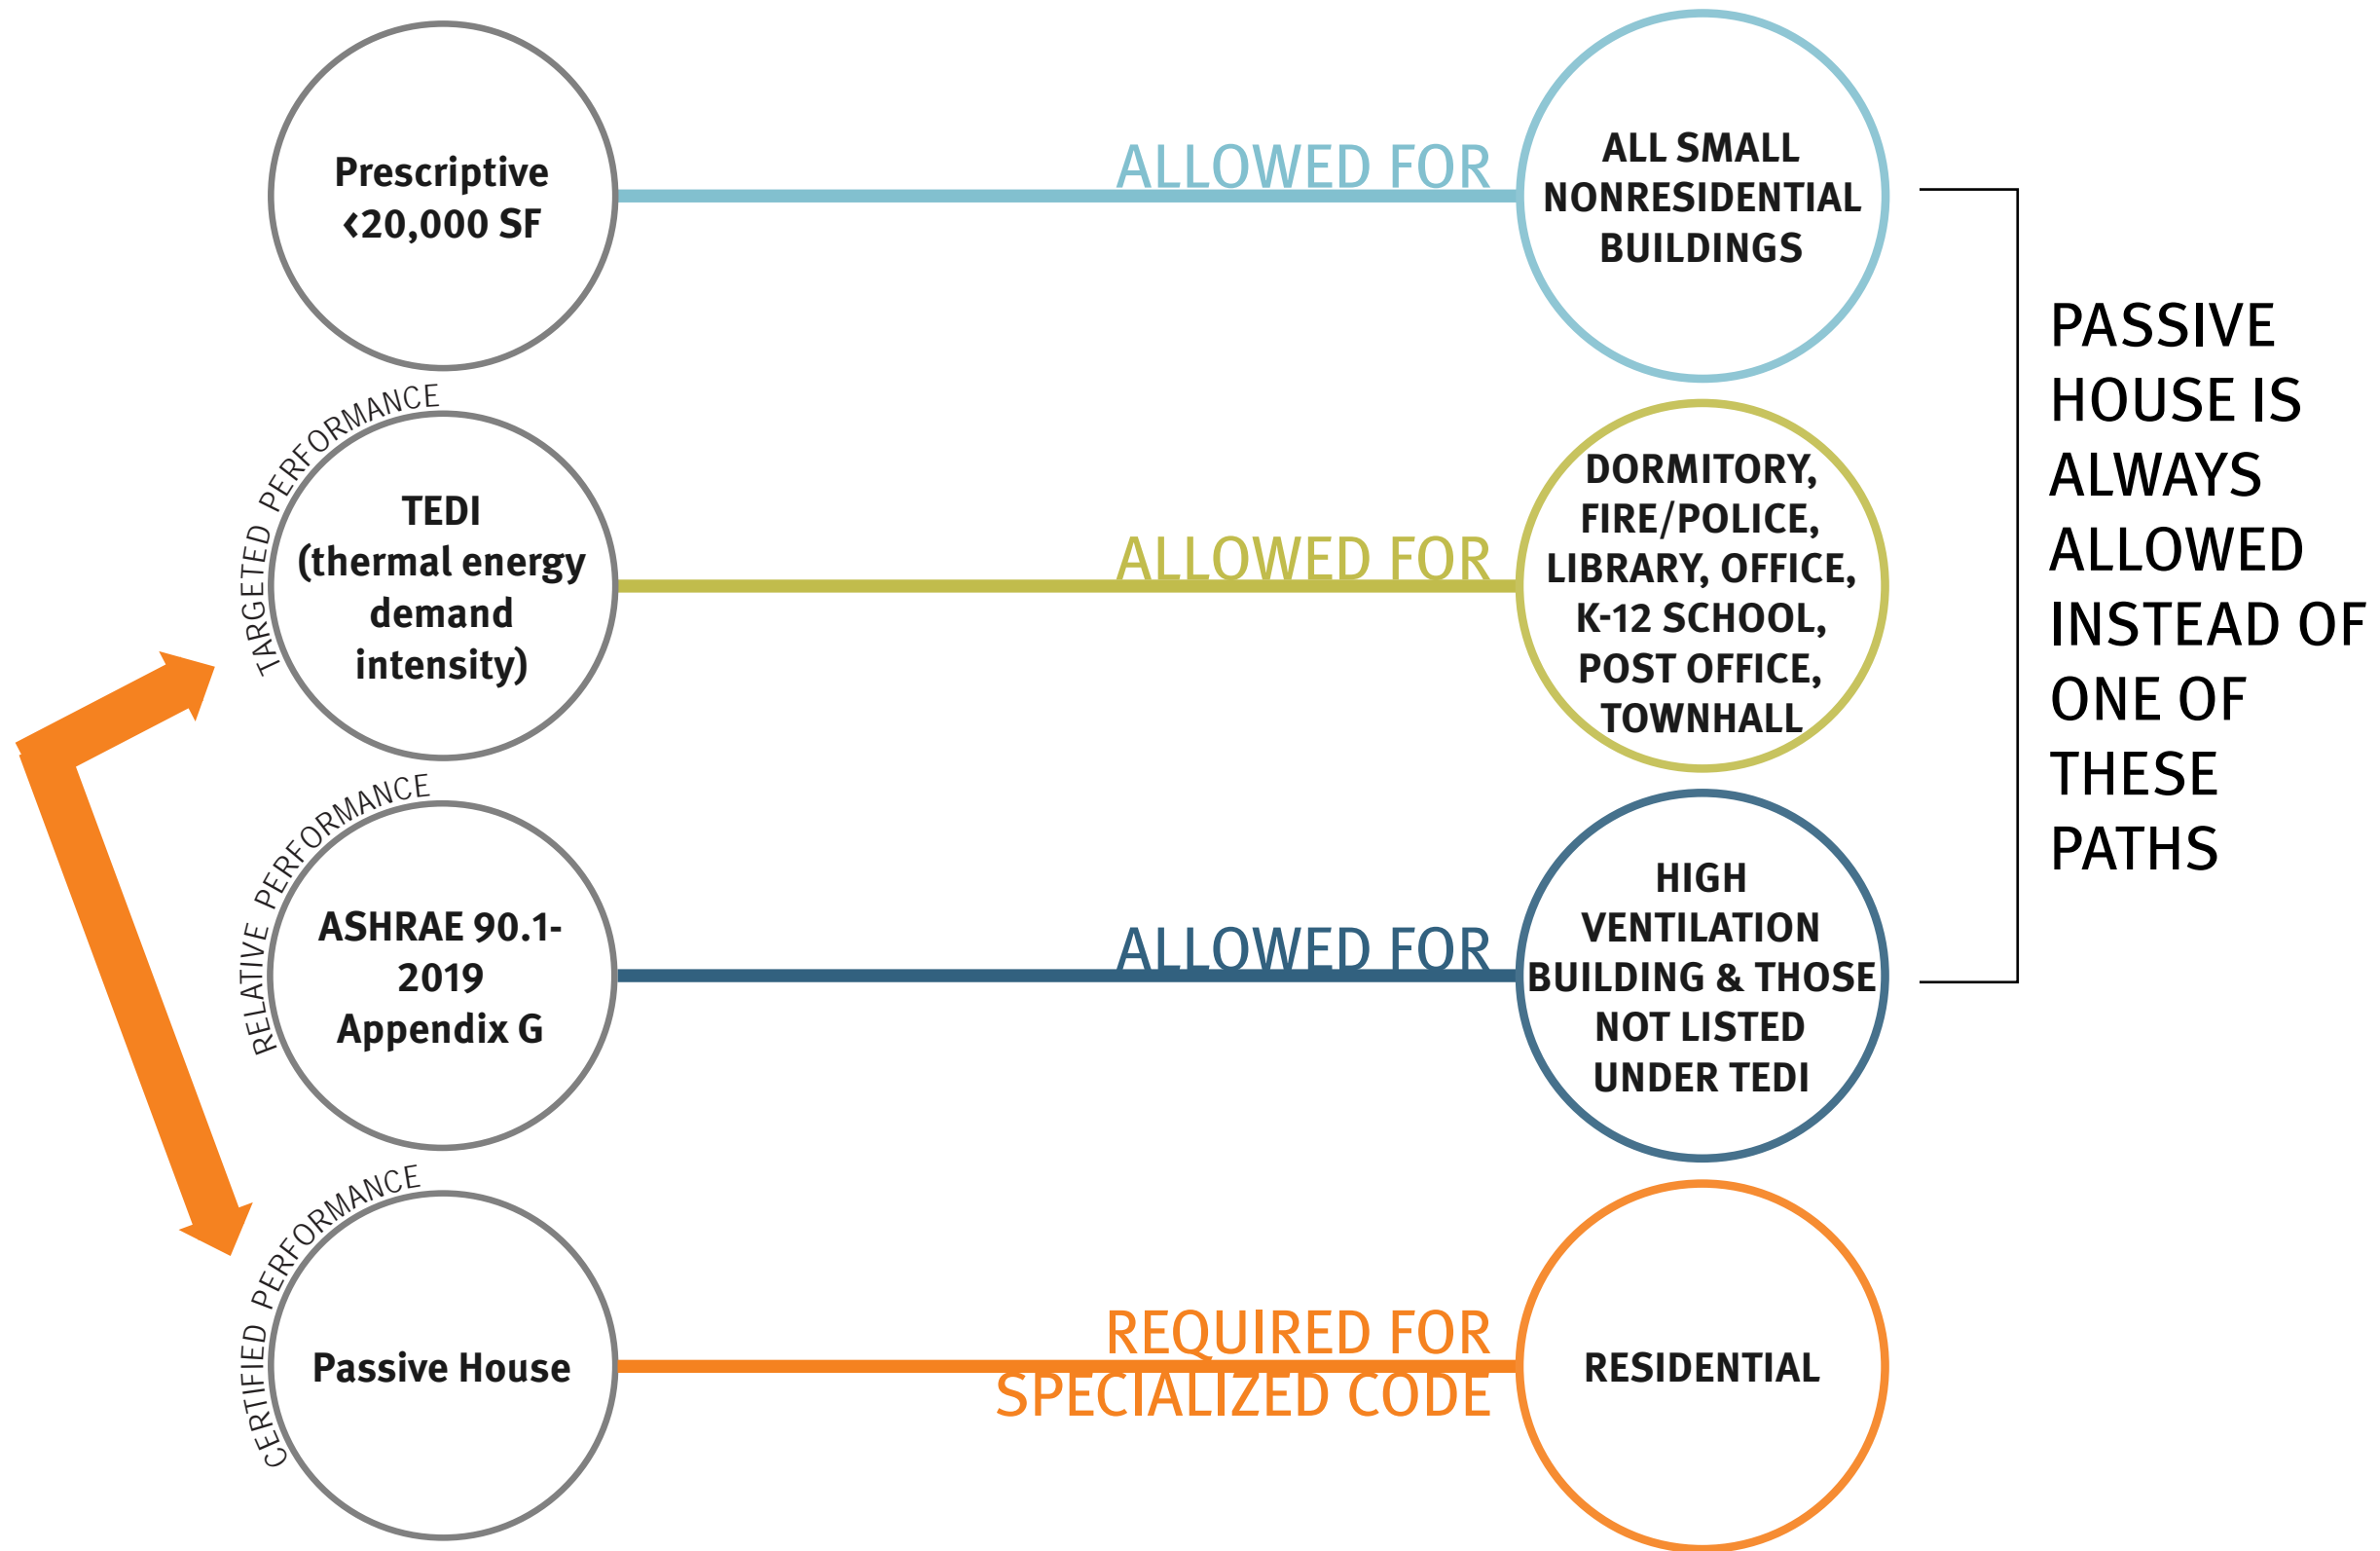 Prescriptive
<20,000 SF
ALLOWED FOR
ALL SMALL
NONRESIDENTIAL
BUILDINGS
TARGETED PERFORMANCE
TEDI
(thermal energy
demand
intensity)
ALLOWED FOR
DORMITORY,
FIRE/POLICE,
LIBRARY, OFFICE,
K-12 SCHOOL,
POST OFFICE,
TOWNHALL
RELATIVE PERFORMANCE
ASHRAE 90.1-
2019
Appendix G
ALLOWED FOR
HIGH
VENTILATION
BUILDING & THOSE
NOT LISTED
UNDER TEDI
CERTIFIED PERFORMANCE
Passive House
REQUIRED FOR
SPECIALIZED CODE
RESIDENTIAL
PASSIVE
HOUSE IS
ALWAYS
ALLOWED
INSTEAD OF
ONE OF
THESE
PATHS